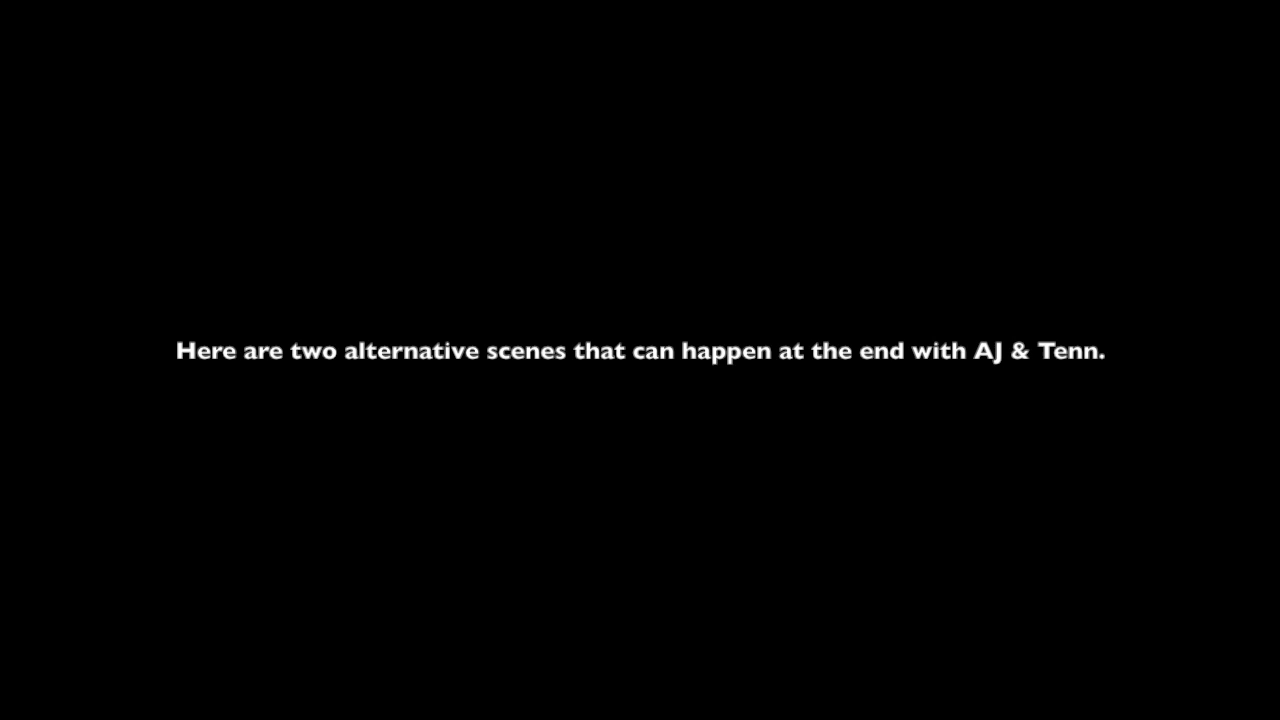 Here are two alternative scenes that can happen at the end with AJ & Tenn.